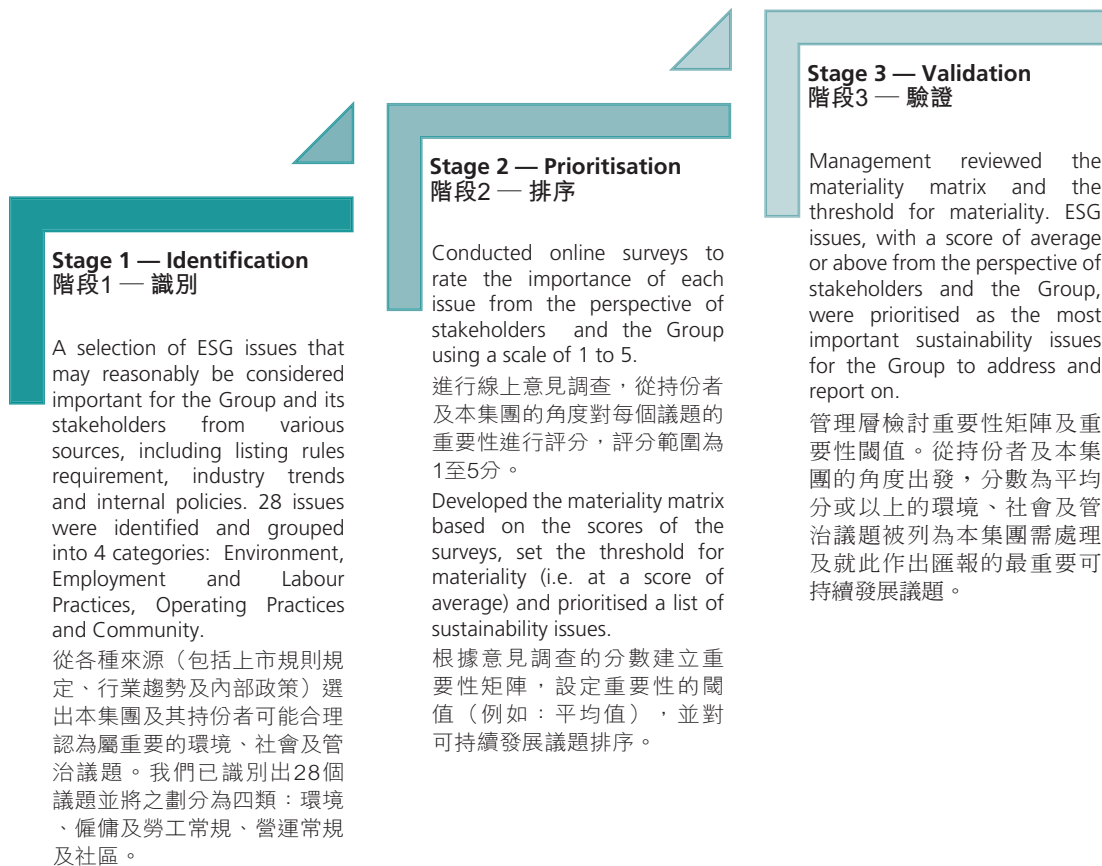 Stage 1 — Identification
階段1 — 識別
A selection of ESG issues that
may reasonably be considered
important for the Group and its
stakeholders from various
sources, including listing rules
requirement, industry trends
and internal policies. 28 issues
were identified and grouped
into 4 categories: Environment,
Employment and Labour
Practices, Operating Practices
and Community.
從各種來源（包括上市規則規
定、行業趨勢及內部政策）選
出本集團及其持份者可能合理
認為屬重要的環境、社會及管
治議題。我們已識別出28個
議題並將之劃分為四類：環境
、僱傭及勞工常規、營運常規
及社區。
Stage 2 — Prioritisation
階段2 — 排序
Conducted online surveys to
rate the importance of each
issue from the perspective of
stakeholders and the Group
using a scale of 1 to 5.
進行線上意見調查，從持份者
及本集團的角度對每個議題的
重要性進行評分，評分範圍為
1至5分。
Developed the materiality matrix
based on the scores of the
surveys, set the threshold for
materiality (i.e. at a score of
average) and prioritised a list of
sustainability issues.
根據意見調查的分數建立重
要性矩陣，設定重要性的閾
值（例如：平均值），並對
可持續發展議題排序。
Stage 3 — Validation
階段3 — 驗證
Management reviewed the
materiality matrix and the
threshold for materiality. ESG
issues, with a score of average
or above from the perspective of
stakeholders and the Group,
were prioritised as the most
important sustainability issues
for the Group to address and
report on.
管理層檢討重要性矩陣及重
要性閾值。從持份者及本集
團的角度出發，分數為平均
分或以上的環境、社會及管
治議題被列為本集團需處理
及就此作出匯報的最重要可
持續發展議題。